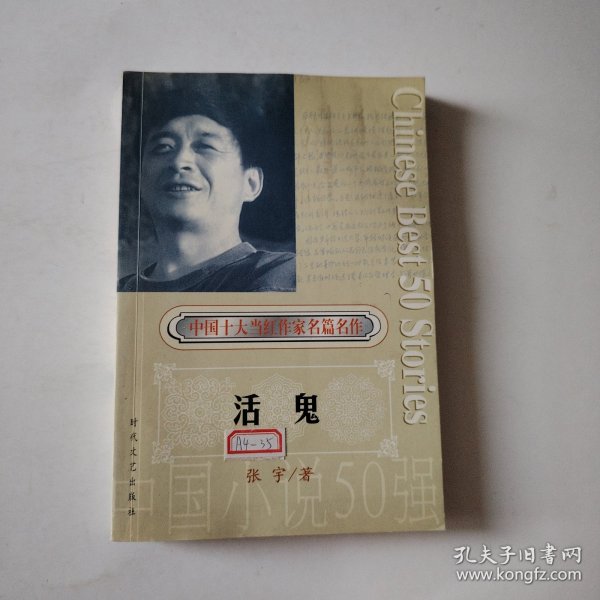 Chinese Best 50 Stories
中国十大当红作家名篇名作
活鬼
A4-35
张宇/著
时代文艺出版社
中国小说50强
孔夫子旧书网
www.kongfz.com